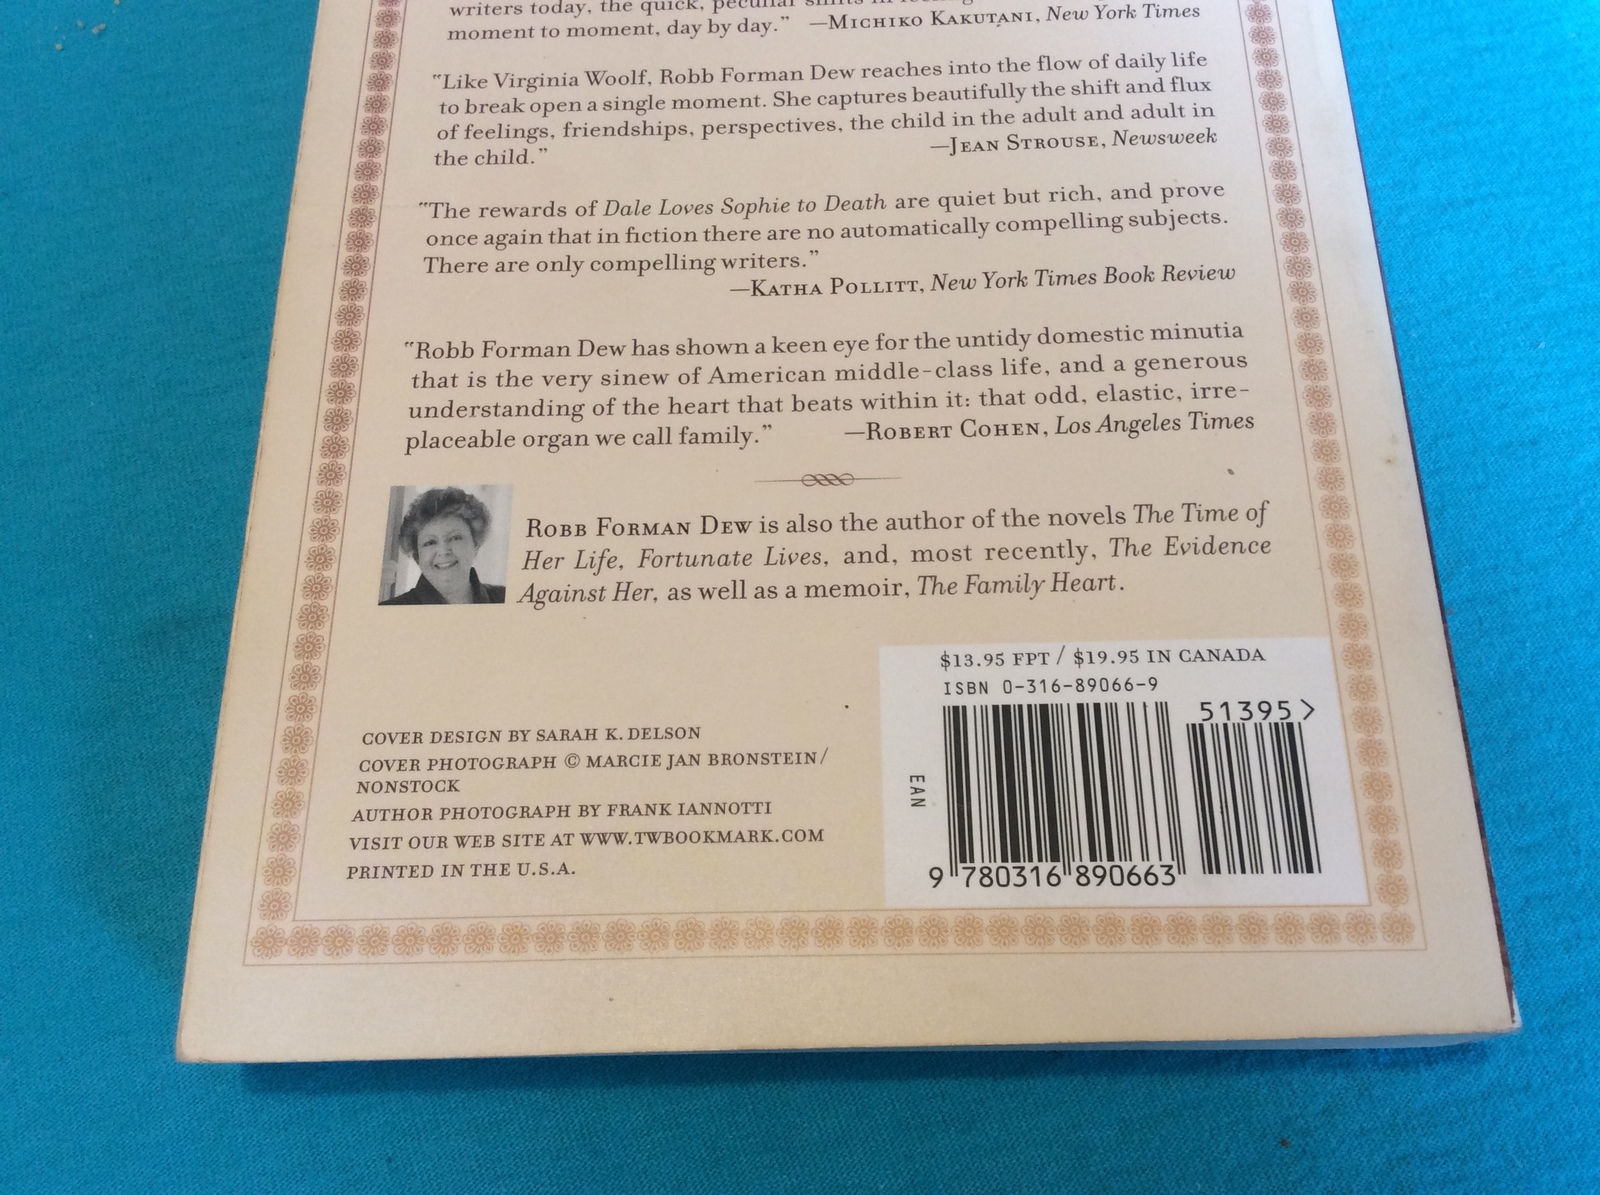 writers today, the quick, peculiar shifts in
moment to moment, day by day.” —MICHIKO KAKUTANI, New York Times
“Like Virginia Woolf, Robb Forman Dew reaches into the flow of daily life
to break open a single moment. She captures beautifully the shift and flux
of feelings, friendships, perspectives, the child in the adult and adult in
the child.” —JEAN STROUSE, Newsweek
“The rewards of Dale Loves Sophie to Death are quiet but rich, and prove
once again that in fiction there are no automatically compelling subjects.
There are only compelling writers.”
—KATHA POLLITT, New York Times Book Review
“Robb Forman Dew has shown a keen eye for the untidy domestic minutia
that is the very sinew of American middle-class life, and a generous
understanding of the heart that beats within it: that odd, elastic, irre-
placeable organ we call family.” —ROBERT COHEN, Los Angeles Times
ROBB FORMAN DEW is also the author of the novels The Time of
Her Life, Fortunate Lives, and, most recently, The Evidence
Against Her, as well as a memoir, The Family Heart.
$13.95 FPT / $19.95 IN CANADA
ISBN 0-316-89066-9
51395>
EAN
9 780316 890663
COVER DESIGN BY SARAH K. DELSON
COVER PHOTOGRAPH © MARCIE JAN BRONSTEIN/
NONSTOCK
AUTHOR PHOTOGRAPH BY FRANK IANNOTTI
VISIT OUR WEB SITE AT WWW.TWBOOKMARK.COM
PRINTED IN THE U.S.A.